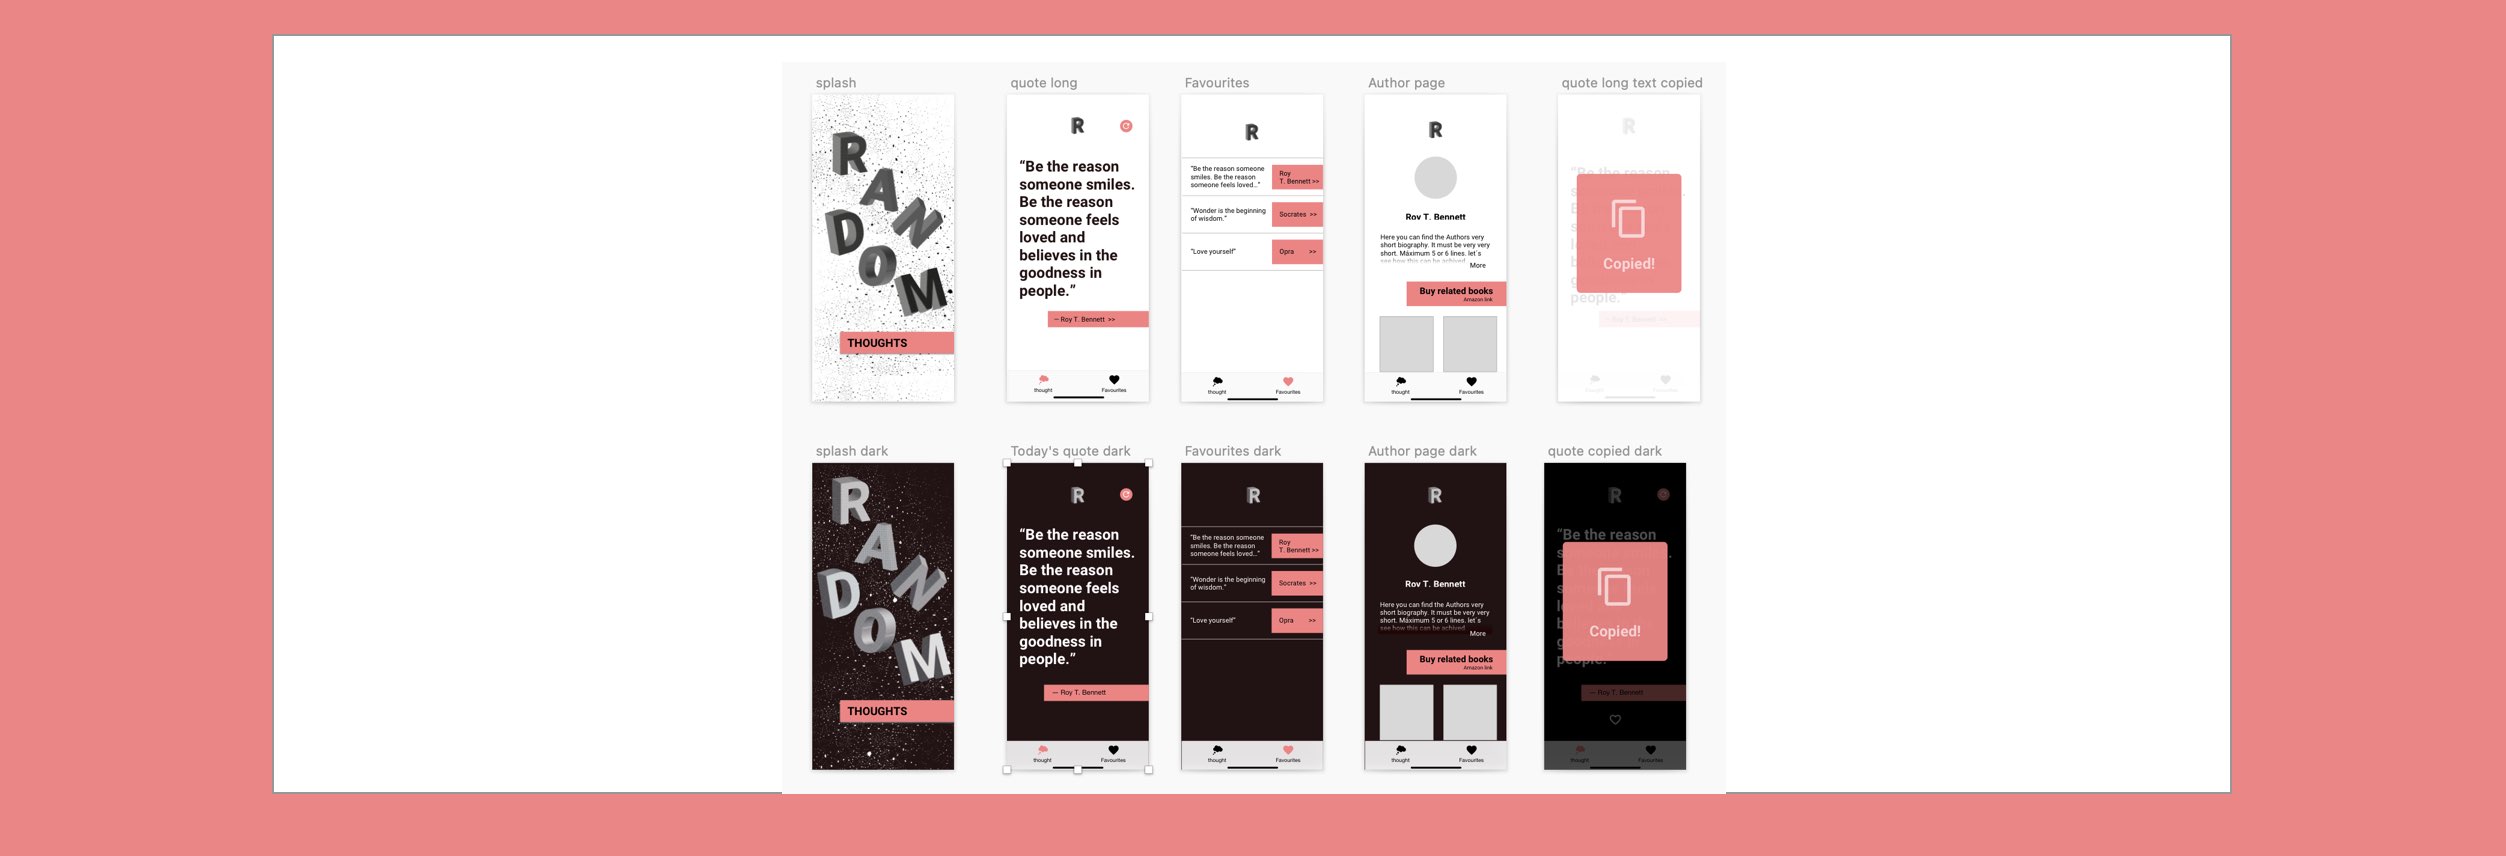 splash
quote long
Favourites
Author page
quote long text copied
R
A
N
D
O
M
THOUGHTS
R
“Be the reason
someone smiles.
Be the reason
someone feels
loved and
believes in the
goodness in
people.”
— Roy T. Bennett >>
thought
Favourites
R
“Be the reason someone
smiles. Be the reason
someone feels loved...”
Roy
T. Bennett >>
“Wonder is the beginning
of wisdom.”
Socrates >>
“Love yourself”
Opra >>
thought
Favourites
R
Roy T. Bennett
Here you can find the Authors very
short biography. It must be very very
short. Máximum 5 or 6 lines. let´s
see how this can be achived
More
Buy related books
Amazon link
thought
Favourites
R
“Be the reason
people.”
— Roy T. Bennett >>
Copied!
thought
Favourites
splash dark
Today's quote dark
Favourites dark
Author page dark
quote copied dark
R
A
N
D
O
M
THOUGHTS
R
“Be the reason
someone smiles.
Be the reason
someone feels
loved and
believes in the
goodness in
people.”
— Roy T. Bennett
thought
Favourites
R
“Be the reason someone
smiles. Be the reason
someone feels loved...”
Roy
T. Bennett >>
“Wonder is the beginning
of wisdom.”
Socrates >>
“Love yourself”
Opra >>
thought
Favourites
R
Roy T. Bennett
Here you can find the Authors very
short biography. It must be very very
short. Máximum 5 or 6 lines. let´s
see how this can be achived
More
Buy related books
Amazon link
thought
Favourites
R
“Be the reason
people.”
Copied!
— Roy T. Bennett
thought
Favourites